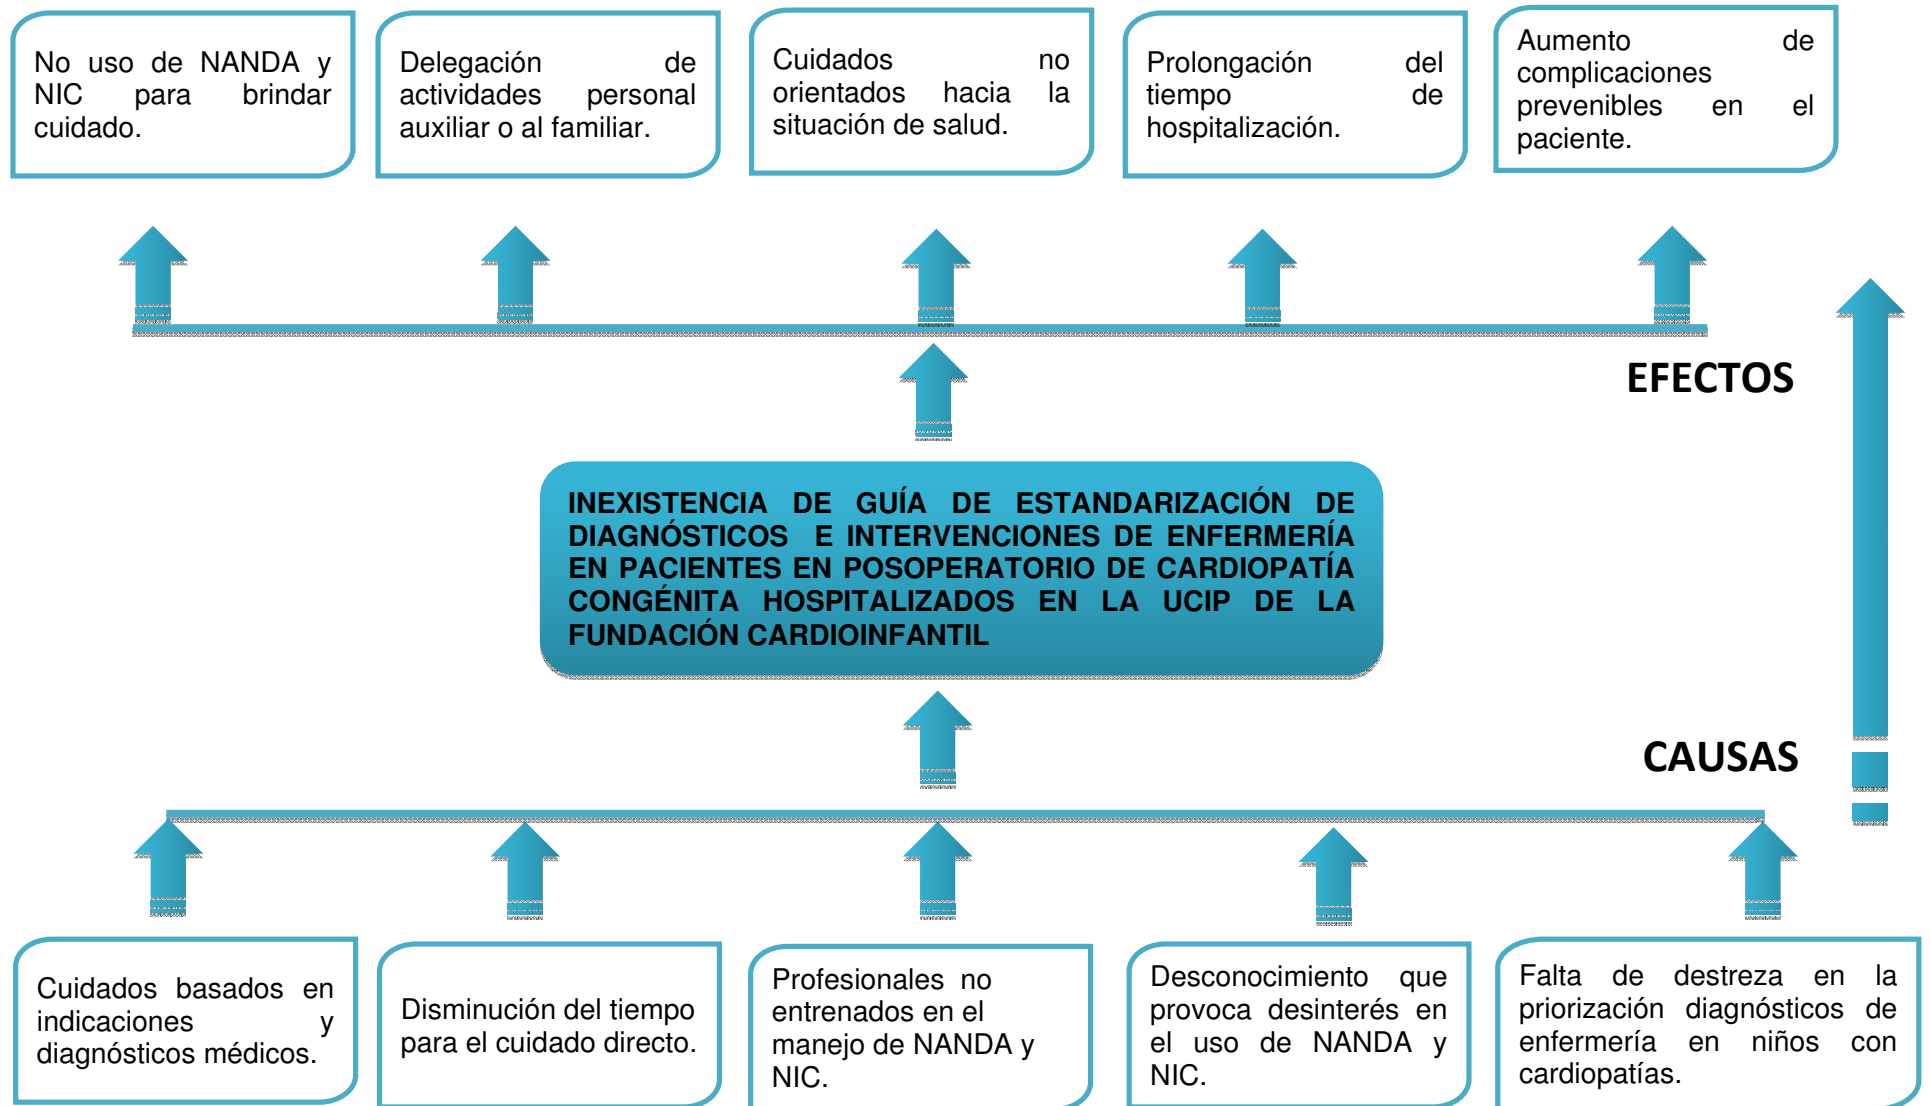 No uso de NANDA y
NIC para brindar
cuidado.
Delegación de
actividades personal
auxiliar o al familiar.
Cuidados no
orientados hacia la
situación de salud.
Prolongación del
tiempo de
hospitalización.
Aumento de
complicaciones
prevenibles en el
paciente.
EFECTOS
INEXISTENCIA DE GUÍA DE ESTANDARIZACIÓN DE
DIAGNÓSTICOS E INTERVENCIONES DE ENFERMERÍA
EN PACIENTES EN POSOPERATORIO DE CARDIOPATÍA
CONGÉNITA HOSPITALIZADOS EN LA UCIP DE LA
FUNDACIÓN CARDIOINFANTIL
CAUSAS
Cuidados basados en
indicaciones y
diagnósticos médicos.
Disminución del tiempo
para el cuidado directo.
Profesionales no
entrenados en el
manejo de NANDA y
NIC.
Desconocimiento que
provoca desinterés en
el uso de NANDA y
NIC.
Falta de destreza en la
priorización diagnósticos de
enfermería en niños con
cardiopatías.